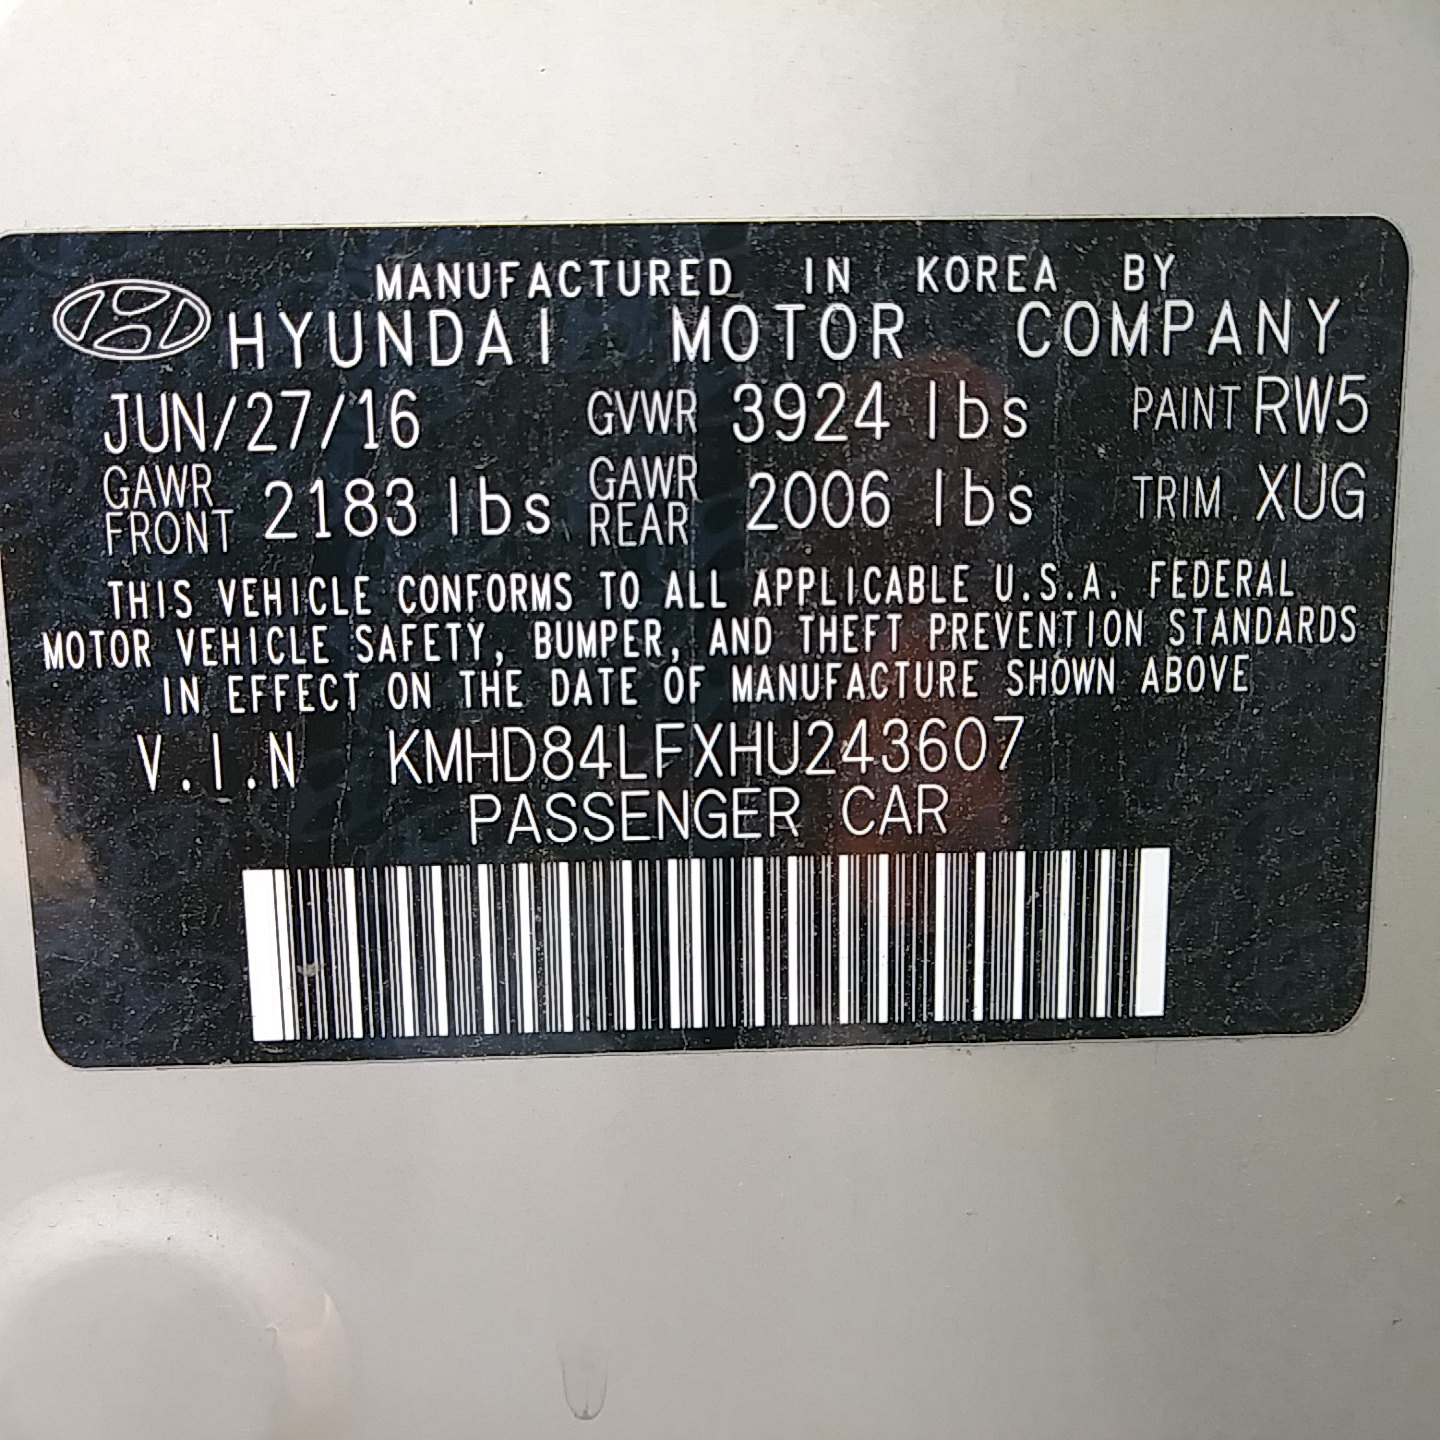 MANUFACTURED IN KOREA BY
HYUNDAI MOTOR COMPANY
JUN/27/16 GVWR 3924 lbs PAINT RW5
GAWR FRONT 2183 lbs GAWR REAR 2006 lbs TRIM XUG
THIS VEHICLE CONFORMS TO ALL APPLICABLE U.S.A. FEDERAL
MOTOR VEHICLE SAFETY, BUMPER, AND THEFT PREVENTION STANDARDS
IN EFFECT ON THE DATE OF MANUFACTURE SHOWN ABOVE
V.I.N KMHD84LFXHU243607
PASSENGER CAR